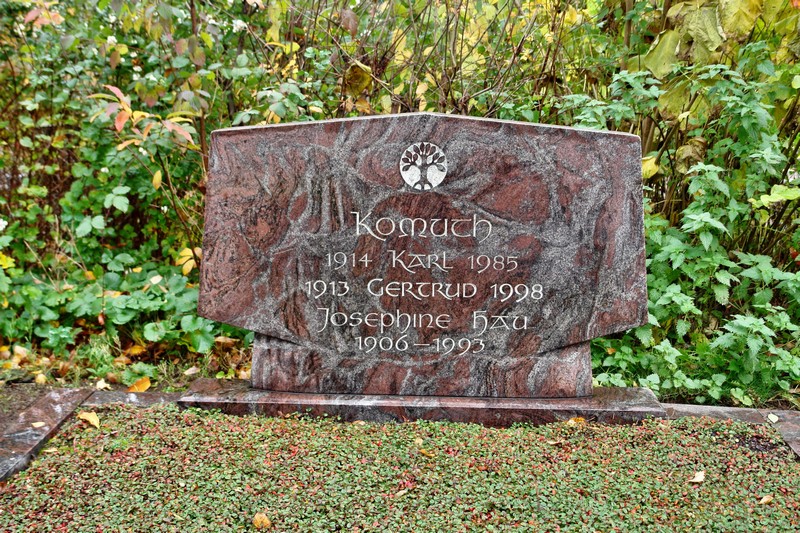 Komuth
1914 Karl 1985
1913 Gertrud 1998
Josephine Hau
1906–1993